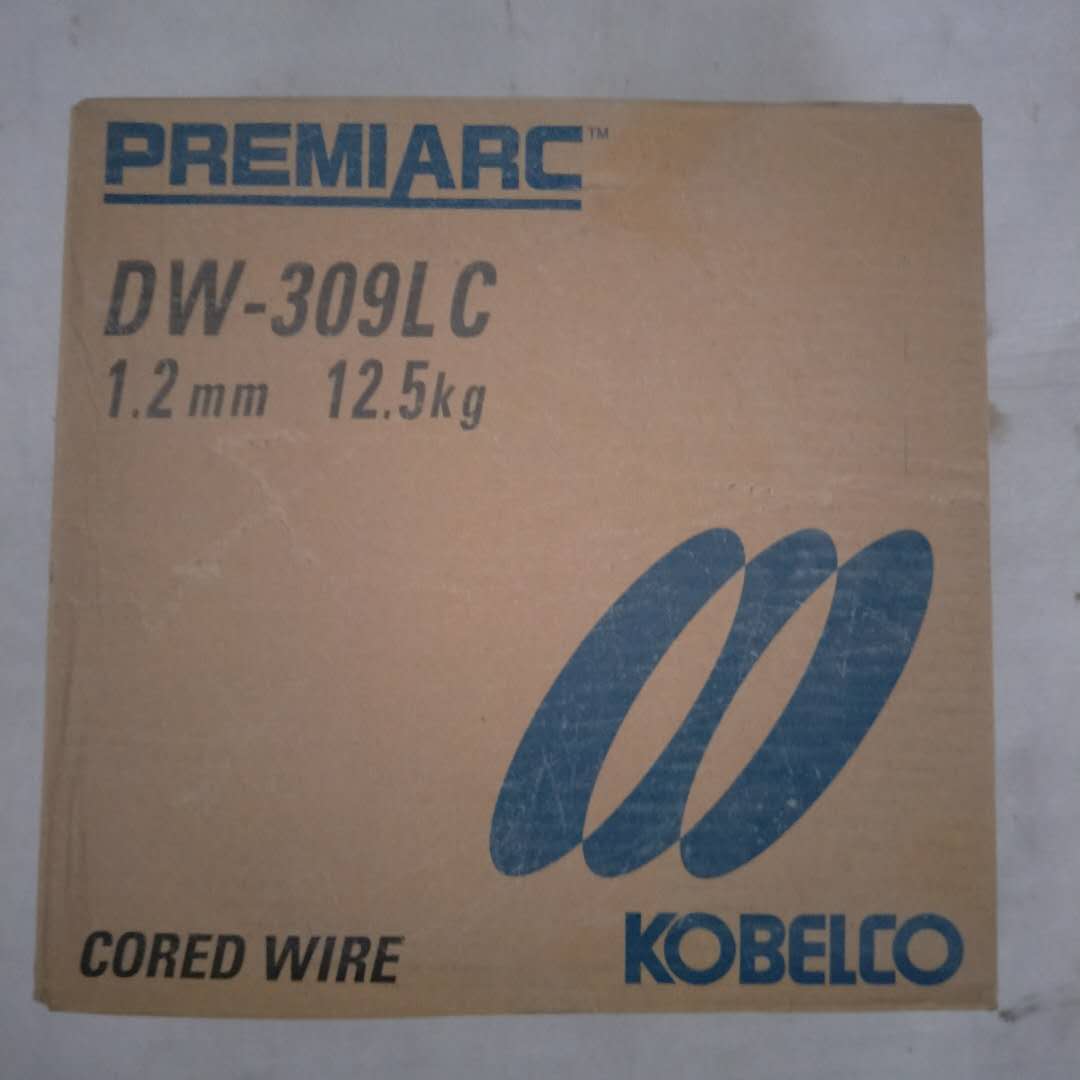 PREMIARC™
DW-309LC
1.2mm 12.5kg
CORED WIRE
KOBELCO